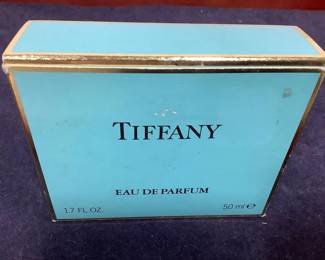 TIFFANY
EAU DE PARFUM
1.7 FL. OZ. 50 ml ℮